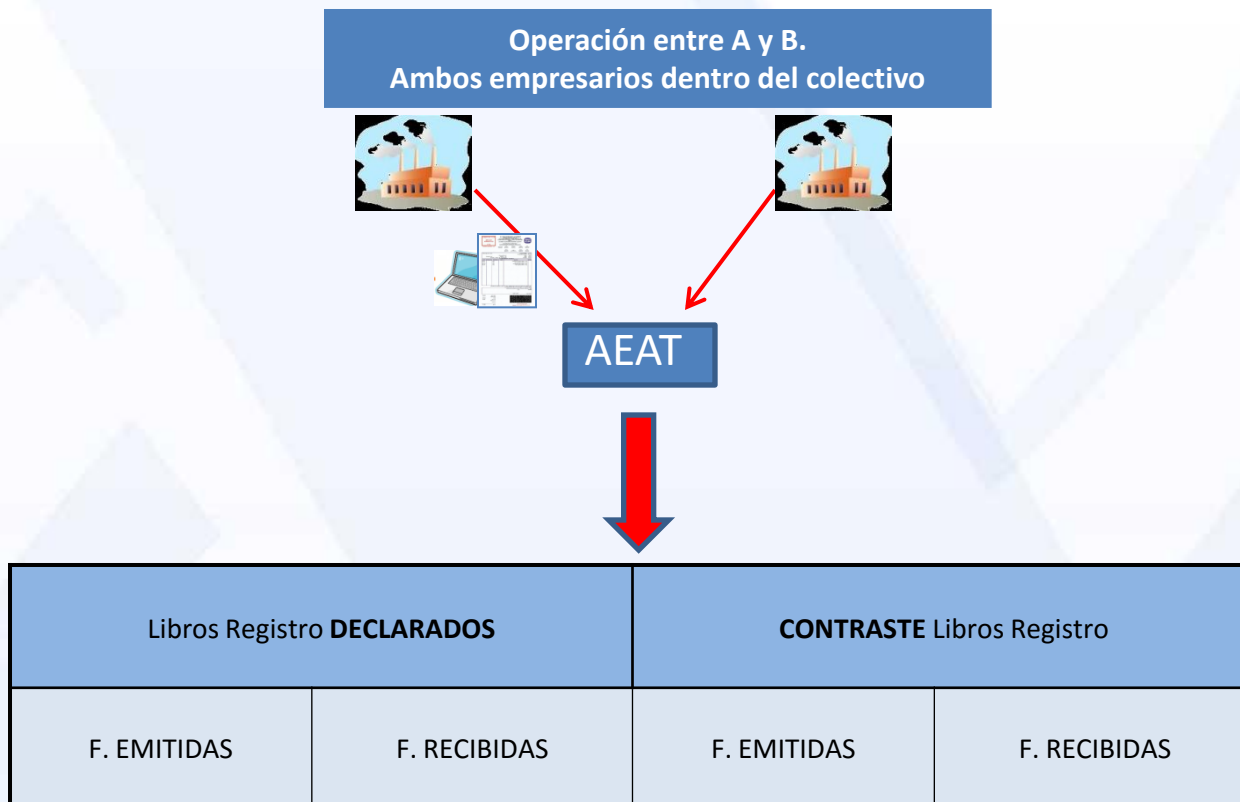 Operación entre A y B.
Ambos empresarios dentro del colectivo
AEAT
Libros Registro DECLARADOS
CONTRASTE Libros Registro
F. EMITIDAS
F. RECIBIDAS
F. EMITIDAS
F. RECIBIDAS